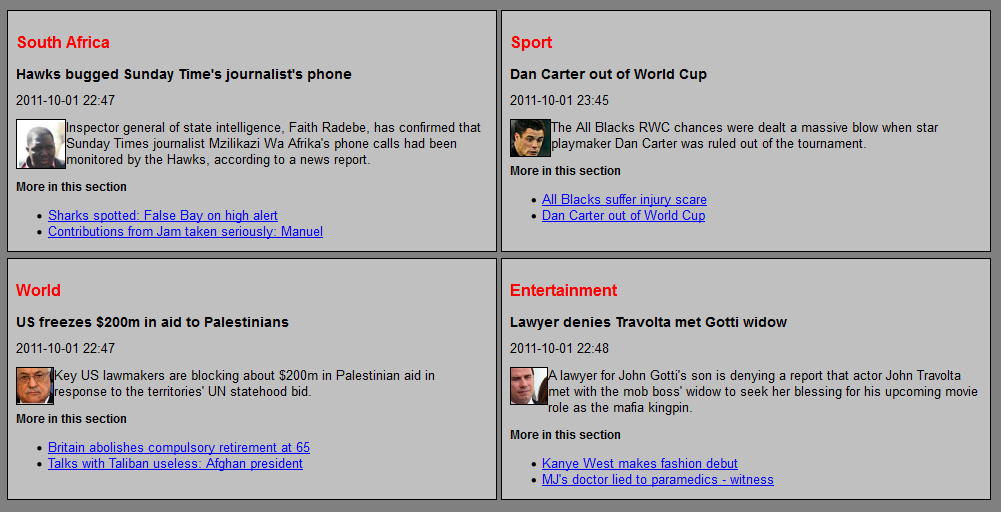 South Africa
Hawks bugged Sunday Time's journalist's phone
2011-10-01 22:47
Inspector general of state intelligence, Faith Radebe, has confirmed that
Sunday Times journalist Mzilikazi Wa Afrika's phone calls had been
monitored by the Hawks, according to a news report.
More in this section
Sharks spotted: False Bay on high alert
Contributions from Jam taken seriously: Manuel
Sport
Dan Carter out of World Cup
2011-10-01 23:45
The All Blacks RWC chances were dealt a massive blow when star
playmaker Dan Carter was ruled out of the tournament.
More in this section
All Blacks suffer injury scare
Dan Carter out of World Cup
World
US freezes $200m in aid to Palestinians
2011-10-01 22:47
Key US lawmakers are blocking about $200m in Palestinian aid in
response to the territories' UN statehood bid.
More in this section
Britain abolishes compulsory retirement at 65
Talks with Taliban useless: Afghan president
Entertainment
Lawyer denies Travolta met Gotti widow
2011-10-01 22:48
A lawyer for John Gotti's son is denying a report that actor John Travolta
met with the mob boss' widow to seek her blessing for his upcoming movie
role as the mafia kingpin.
More in this section
Kanye West makes fashion debut
MJ's doctor lied to paramedics - witness